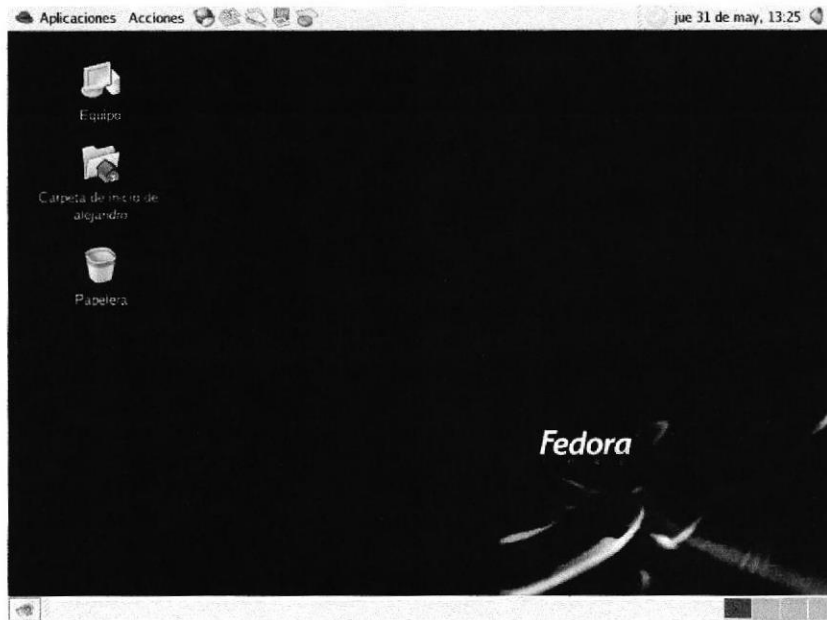 Aplicaciones Acciones
jue 31 de may, 13:25
Equipo
Carpeta de inicio de
alejandro
Papelera
Fedora